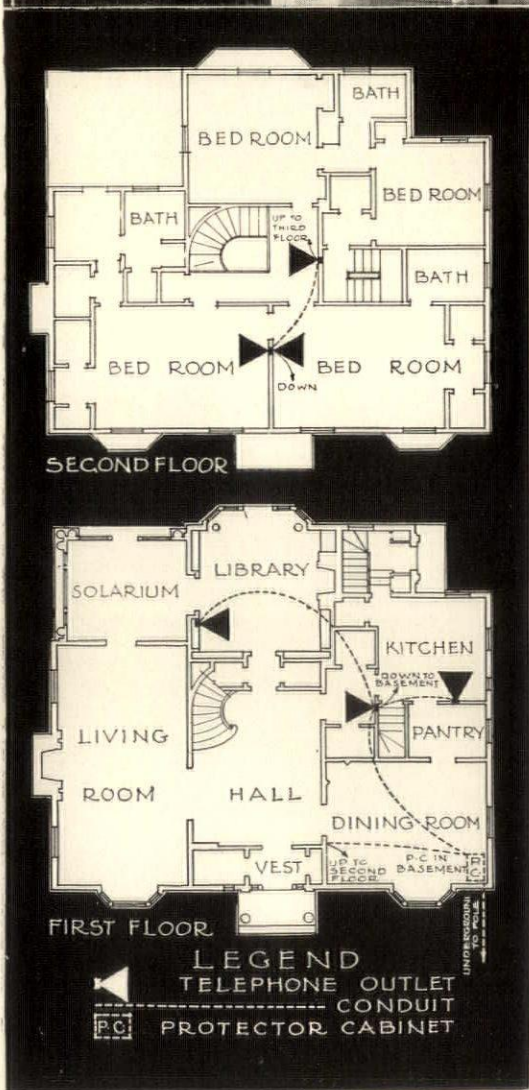 BATH
BED ROOM
BED ROOM
BATH
UP TO
THIRD
FLOOR
BATH
BED ROOM
BED ROOM
DOWN
SECOND FLOOR
LIBRARY
SOLARIUM
KITCHEN
DOWN TO
BASEMENT
LIVING
ROOM
PANTRY
HALL
DINING ROOM
UP TO
SECOND
FLOOR
P-C IN
BASEMENT
P.C.
VEST
UNDERGROUND
TO POLE
FIRST FLOOR
LEGEND
TELEPHONE OUTLET
CONDUIT
P.C. PROTECTOR CABINET